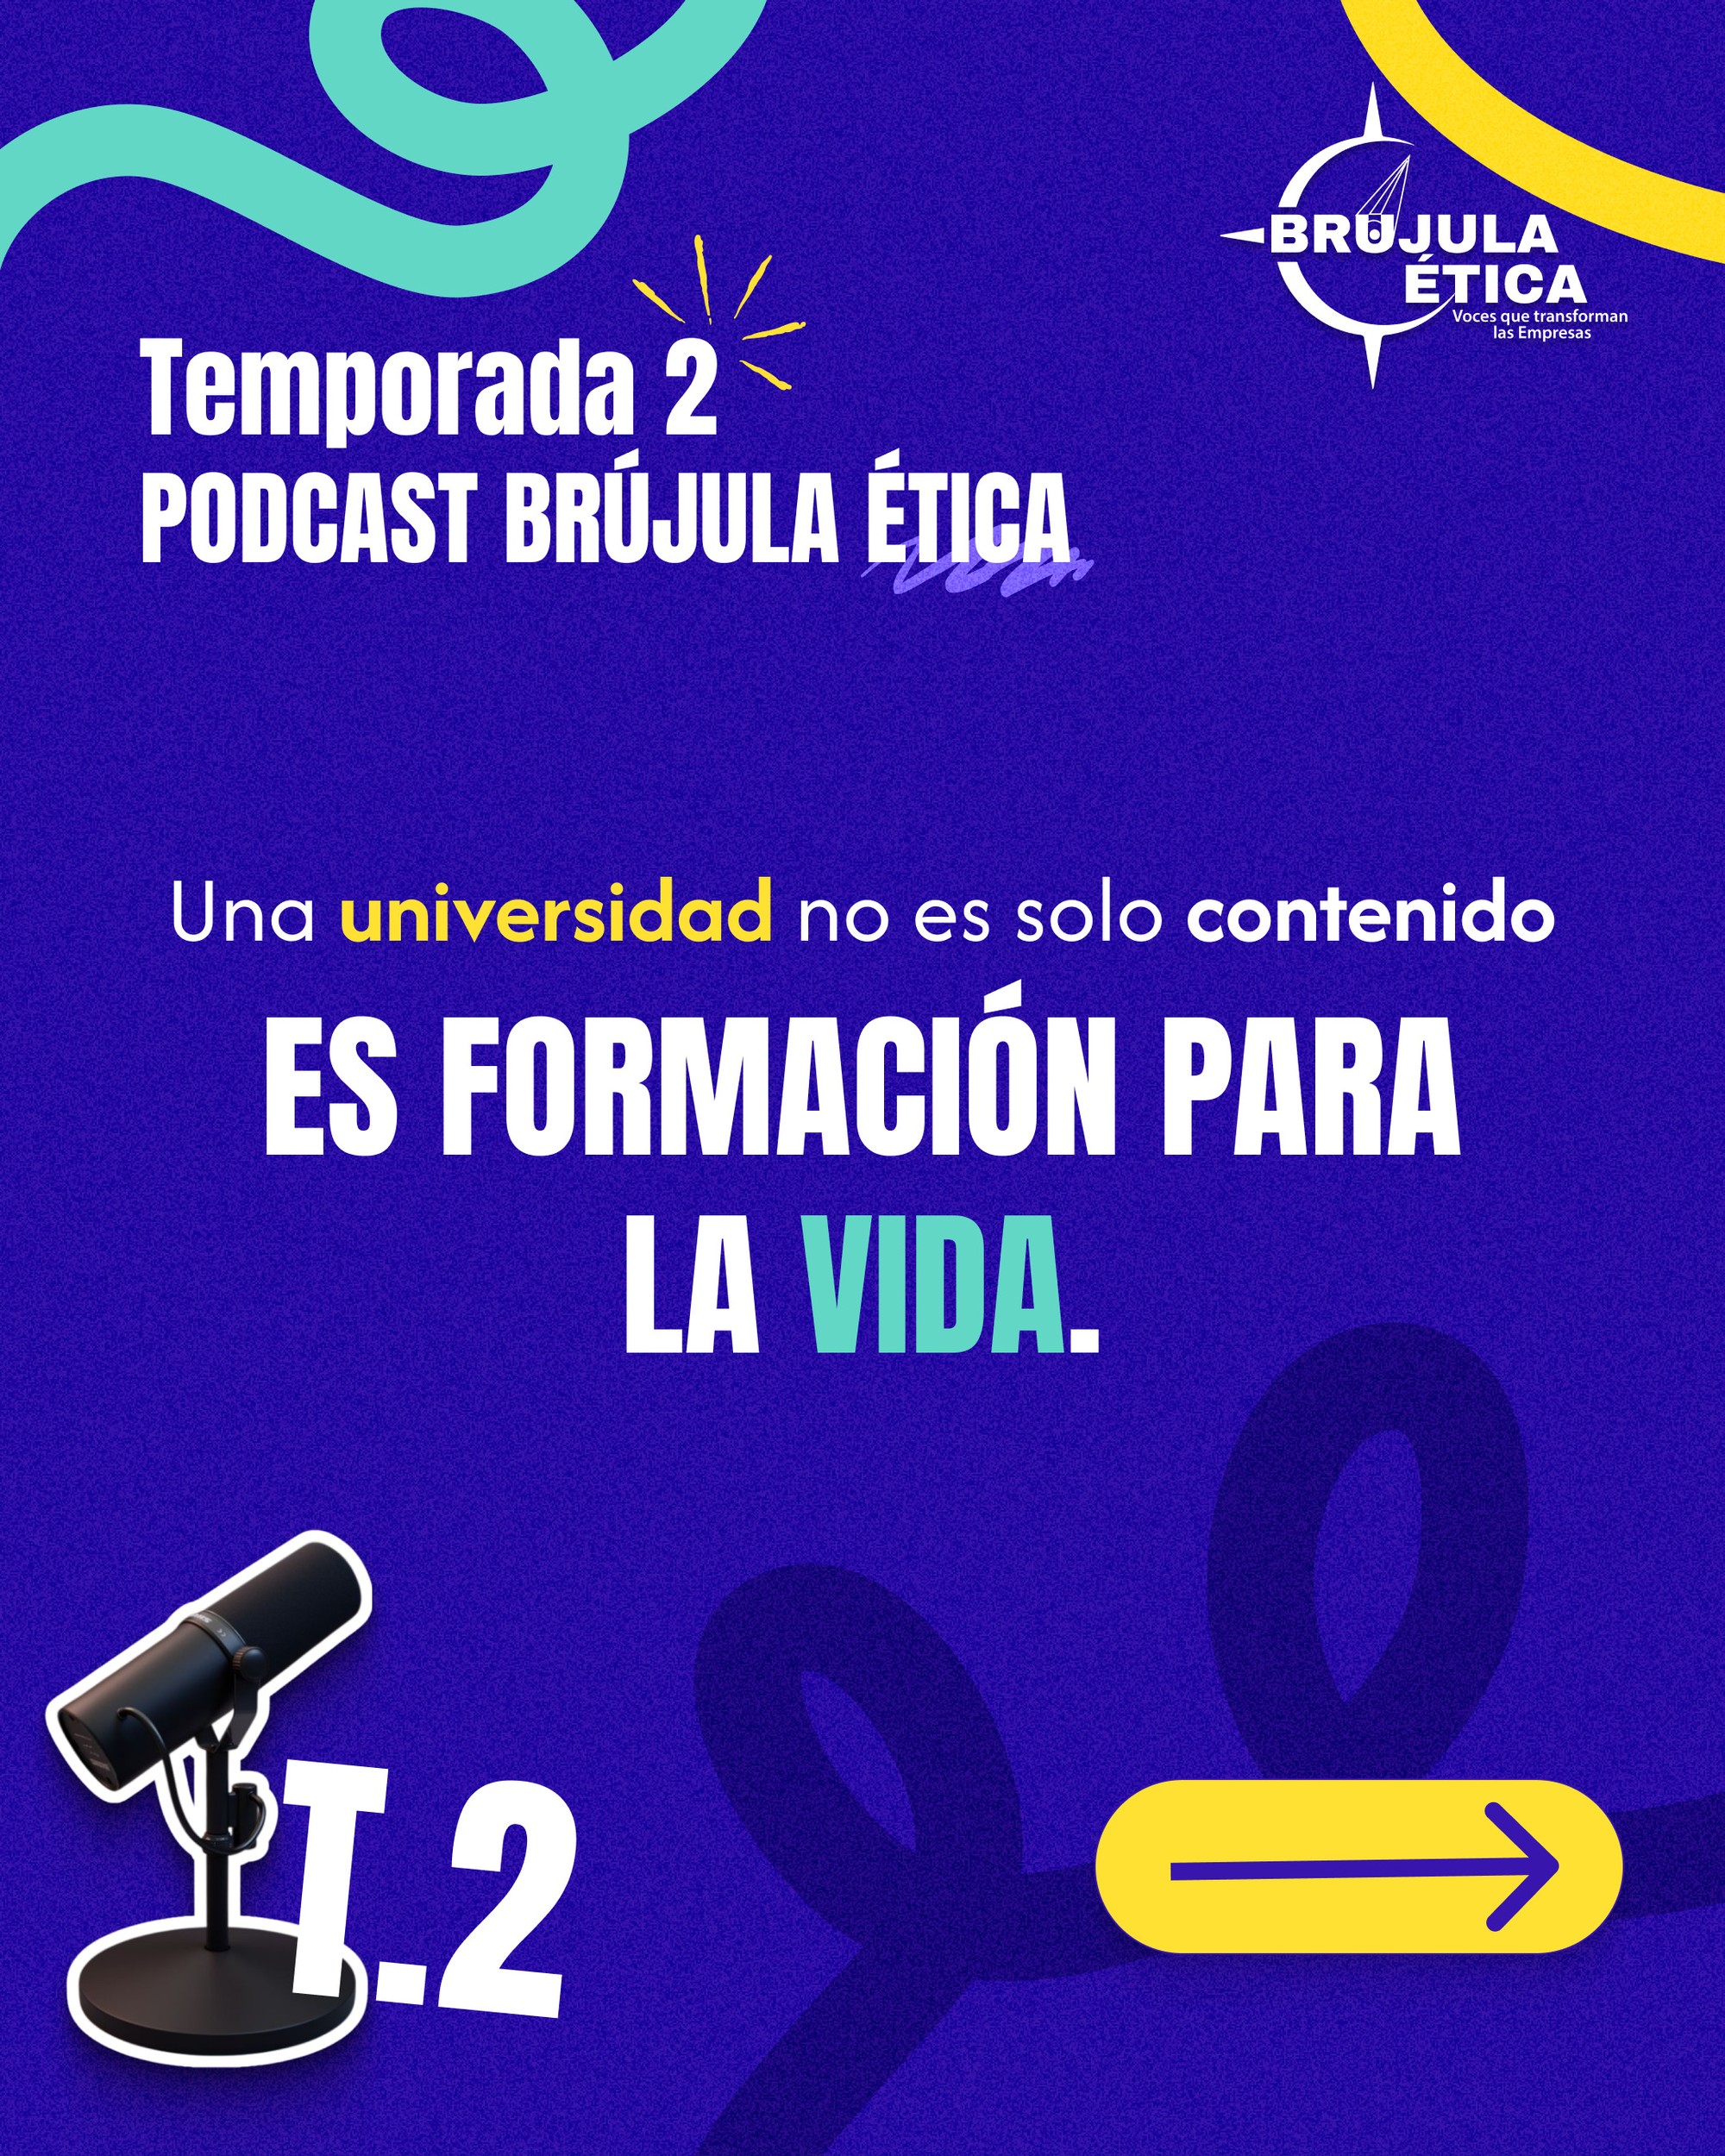 BRÚJULA
ÉTICA
Voces que transforman
las Empresas
Temporada 2
PODCAST BRÚJULA ÉTICA
Una universidad no es solo contenido
ES FORMACIÓN PARA
LA VIDA.
T.2